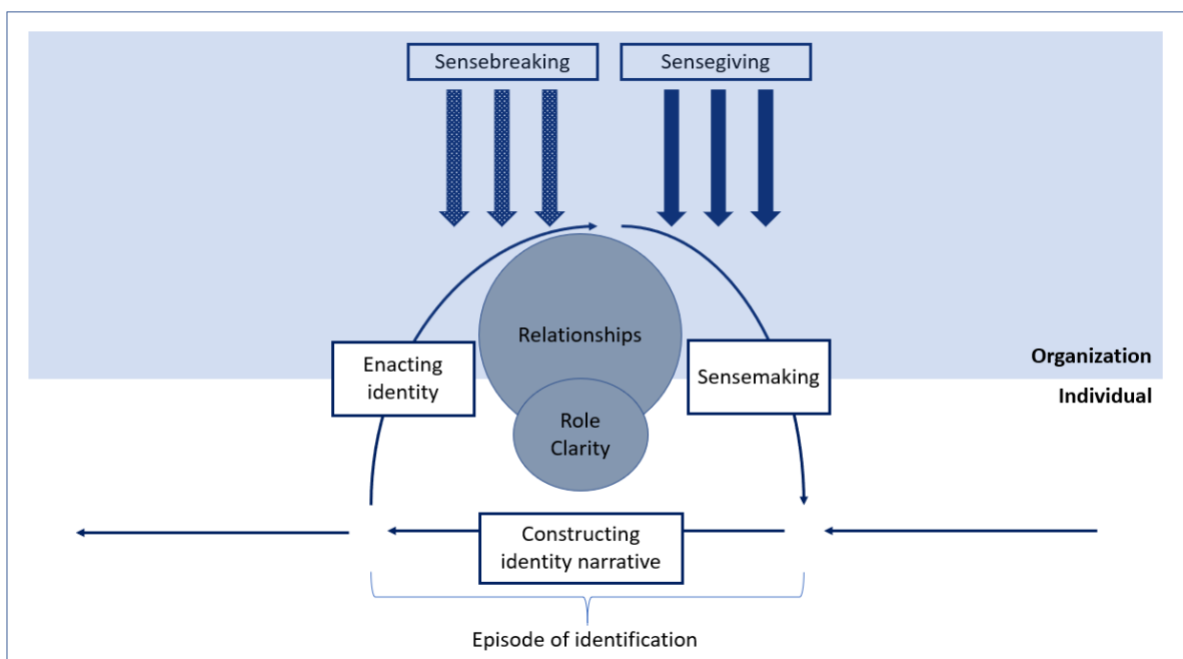 Sensebreaking
Sensegiving
Relationships
Enacting
identity
Sensemaking
Organization
Individual
Role
Clarity
Constructing
identity narrative
Episode of identification